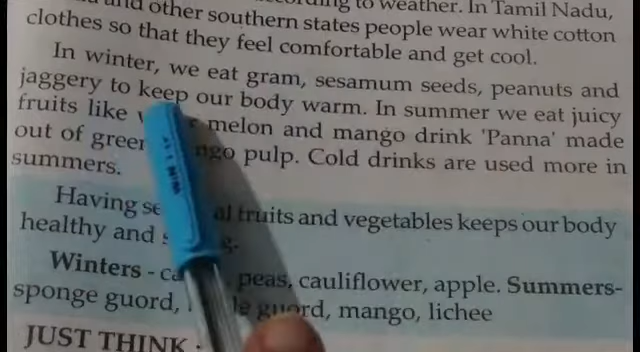 and other southern states people wear white cotton
to weather. In Tamil Nadu,
clothes so that they feel comfortable and get cool.
In winter, we eat gram, sesamum seeds, peanuts and
jaggery to keep our body warm. In summer we eat juicy
fruits like melon and mango drink 'Panna' made
out of green pulp. Cold drinks are used more in
summers.
Having fruits and vegetables keeps our body
healthy and
Winters - peas, cauliflower, apple. Summers-
sponge guord, guord, mango, lichee
JUST THINK :